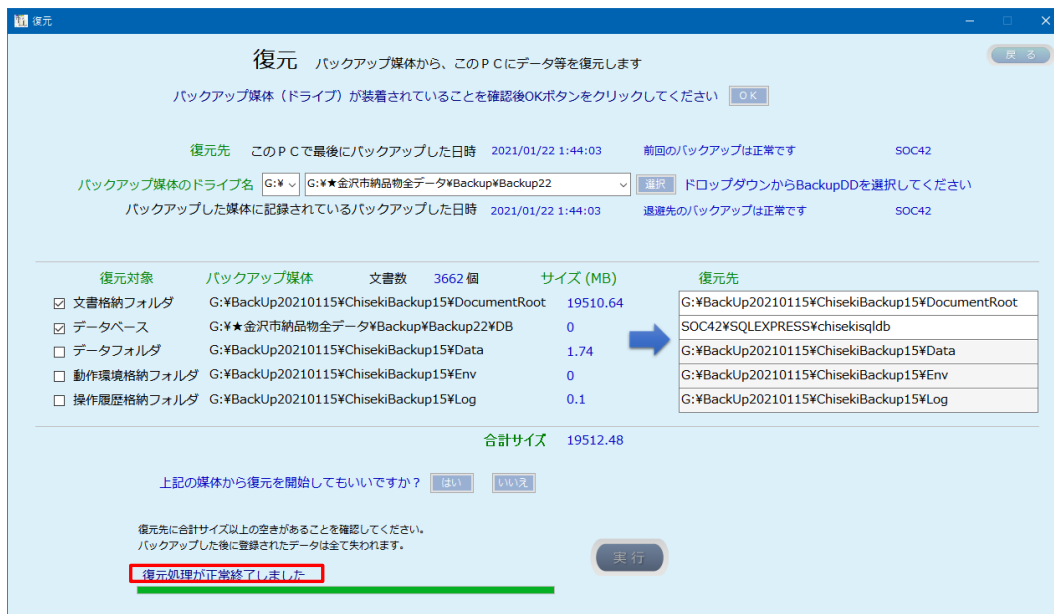 復元
復元 バックアップ媒体から、このＰＣにデータ等を復元します 戻 る
バックアップ媒体（ドライブ）が装着されていることを確認後OKボタンをクリックしてください OK
復元先 このＰＣで最後にバックアップした日時 2021/01/22 1:44:03 前回のバックアップは正常です SOC42
バックアップ媒体のドライブ名 G:¥ G:¥★金沢市納品物全データ¥Backup¥Backup22 選択 ドロップダウンからBackupDDを選択してください
バックアップした媒体に記録されているバックアップした日時 2021/01/22 1:44:03 退避先のバックアップは正常です SOC42
復元対象 バックアップ媒体 文書数 3662 個 サイズ (MB) 復元先
文書格納フォルダ G:¥BackUp20210115¥ChisekiBackup15¥DocumentRoot 19510.64 G:¥BackUp20210115¥ChisekiBackup15¥DocumentRoot
データベース G:¥★金沢市納品物全データ¥Backup¥Backup22¥DB 0 SOC42¥SQLEXPRESS¥chisekisqldb
データフォルダ G:¥BackUp20210115¥ChisekiBackup15¥Data 1.74 G:¥BackUp20210115¥ChisekiBackup15¥Data
動作環境格納フォルダ G:¥BackUp20210115¥ChisekiBackup15¥Env 0 G:¥BackUp20210115¥ChisekiBackup15¥Env
操作履歴格納フォルダ G:¥BackUp20210115¥ChisekiBackup15¥Log 0.1 G:¥BackUp20210115¥ChisekiBackup15¥Log
合計サイズ 19512.48
上記の媒体から復元を開始してもいいですか？ はい いいえ
復元先に合計サイズ以上の空きがあることを確認してください。
バックアップした後に登録されたデータは全て失われます。
実 行
復元処理が正常終了しました